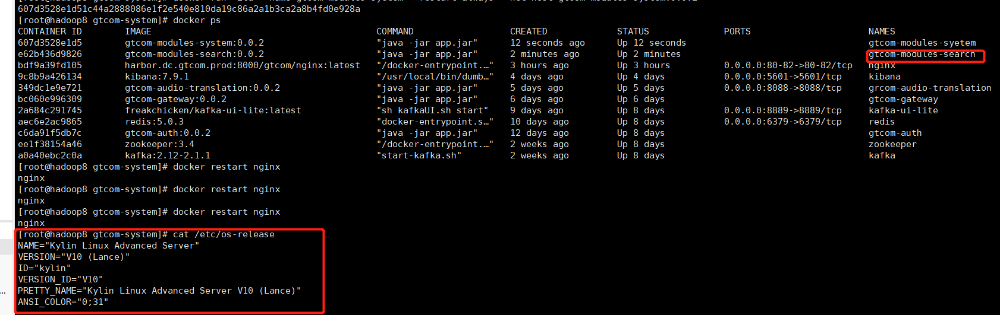 607d3528e1d51c44a2888086e1f2e540e810da19c86a2a1b3ca2a8b4fd0e928a
[root@hadoop8 gtcom-system]# docker ps
CONTAINER ID IMAGE COMMAND CREATED STATUS PORTS NAMES
607d3528e1d5 gtcom-modules-system:0.0.2 "java -jar app.jar" 12 seconds ago Up 12 seconds gtcom-modules-syetem
e62b436d9826 gtcom-modules-search:0.0.2 "java -jar app.jar" 2 minutes ago Up 2 minutes gtcom-modules-search
bdf9a39fd105 harbor.dc.gtcom.prod:8000/gtcom/nginx:latest "/docker-entrypoint.…" 3 hours ago Up 3 hours 0.0.0.0:80-82->80-82/tcp nginx
9c8b9a426134 kibana:7.9.1 "/usr/local/bin/dumb…" 4 days ago Up 4 days 0.0.0.0:5601->5601/tcp kibana
349dc1e9e721 gtcom-audio-translation:0.0.2 "java -jar app.jar" 5 days ago Up 5 days 0.0.0.0:8088->8088/tcp grcom-audio-translation
bc060e996309 gtcom-gateway:0.0.2 "java -jar app.jar" 6 days ago Up 6 days gtcom-gateway
2a684c291745 freakchicken/kafka-ui-lite:latest "sh kafkaUI.sh start" 9 days ago Up 8 days 0.0.0.0:8889->8889/tcp kafka-ui-lite
aec6e2ac9865 redis:5.0.3 "docker-entrypoint.s…" 10 days ago Up 8 days 0.0.0.0:6379->6379/tcp redis
c6da91f5db7c gtcom-auth:0.0.2 "java -jar app.jar" 12 days ago Up 8 days gtcom-auth
ee1f38154a46 zookeeper:3.4 "/docker-entrypoint.…" 2 weeks ago Up 8 days zookeeper
a0a40ebc2c0a kafka:2.12-2.1.1 "start-kafka.sh" 2 weeks ago Up 8 days kafka
[root@hadoop8 gtcom-system]# docker restart nginx
nginx
[root@hadoop8 gtcom-system]# docker restart nginx
nginx
[root@hadoop8 gtcom-system]# docker restart nginx
nginx
[root@hadoop8 gtcom-system]# cat /etc/os-release
NAME="Kylin Linux Advanced Server"
VERSION="V10 (Lance)"
ID="kylin"
VERSION_ID="V10"
PRETTY_NAME="Kylin Linux Advanced Server V10 (Lance)"
ANSI_COLOR="0;31"